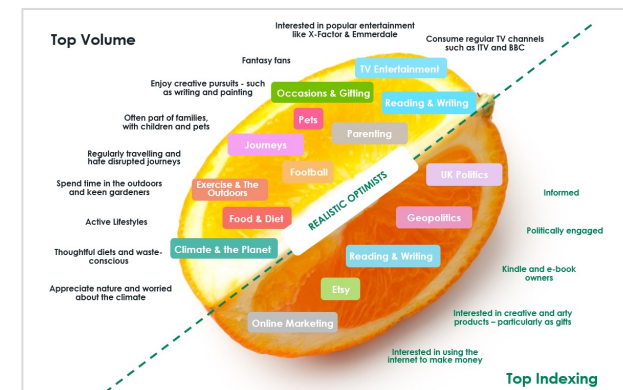 Top Volume
Interested in popular entertainment
like X-Factor & Emmerdale
Consume regular TV channels
such as ITV and BBC
Fantasy fans
TV Entertainment
Enjoy creative pursuits - such
as writing and painting
Occasions & Gifting
Reading & Writing
Often part of families,
with children and pets
Pets
Parenting
Journeys
Regularly travelling and
hate disrupted journeys
Football
UK Politics
Spend time in the outdoors
and keen gardeners
Exercise & The
Outdoors
REALISTIC OPTIMISTS
Informed
Active Lifestyles
Food & Diet
Geopolitics
Politically engaged
Thoughtful diets and waste-
conscious
Climate & the Planet
Reading & Writing
Kindle and e-book
owners
Appreciate nature and worried
about the climate
Etsy
Interested in creative and arty
products – particularly as gifts
Online Marketing
Interested in using the
internet to make money
Top Indexing